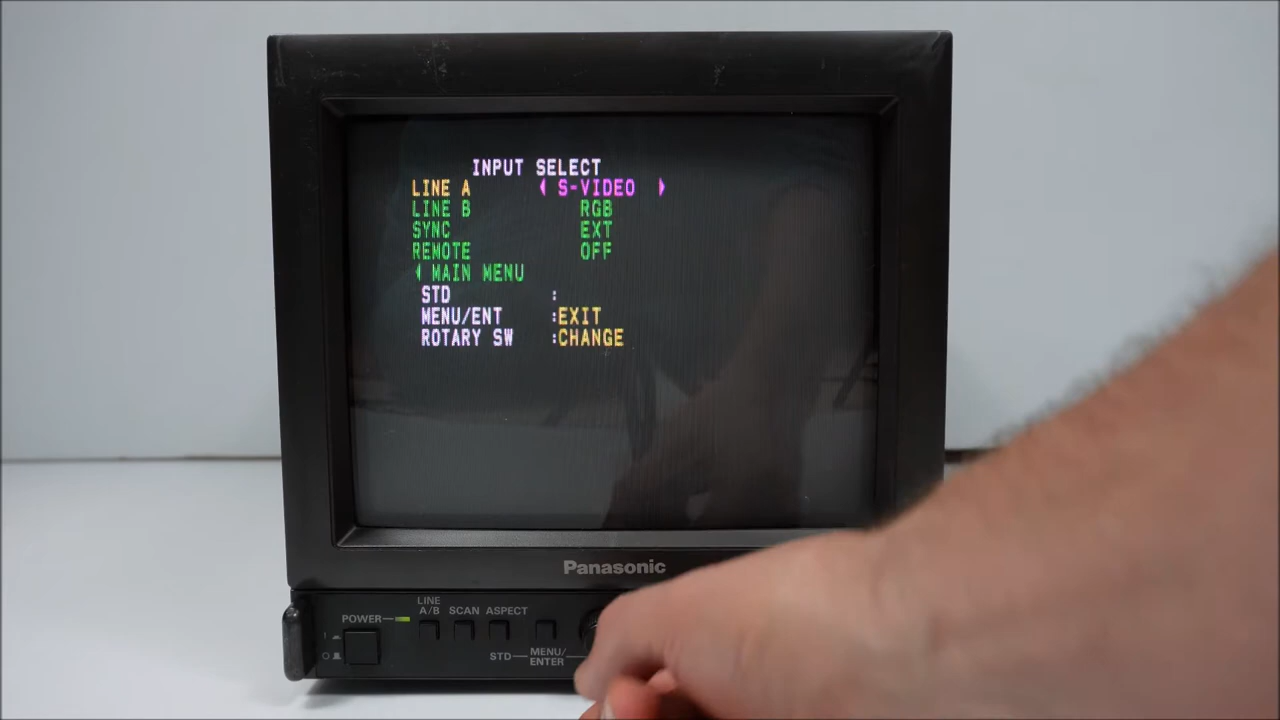 INPUT SELECT
LINE A S-VIDEO
LINE B RGB
SYNC EXT
REMOTE OFF
MAIN MENU
STD :
MENU/ENT :EXIT
ROTARY SW :CHANGE
Panasonic
POWER
LINE A/B
SCAN
ASPECT
STD
MENU/ENTER